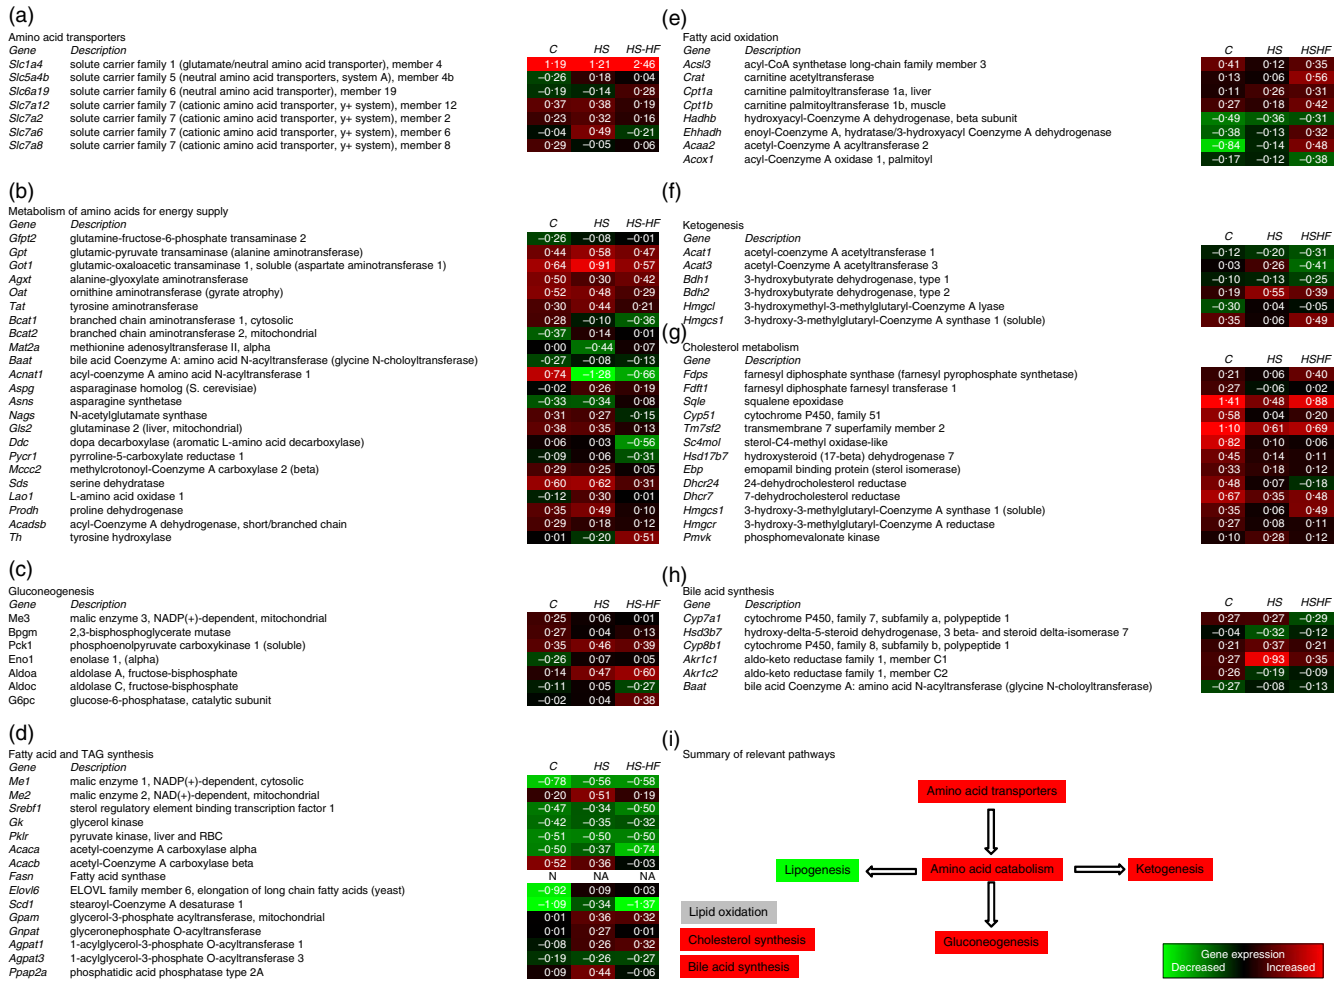 (a)
Amino acid transporters
Gene Description C HS HS-HF
Slc1a4 solute carrier family 1 (glutamate/neutral amino acid transporter), member 4 1·19 1·21 2·46
Slc5a4b solute carrier family 5 (neutral amino acid transporters, system A), member 4b −0·26 0·18 0·04
Slc6a19 solute carrier family 6 (neutral amino acid transporter), member 19 −0·19 −0·14 0·28
Slc7a12 solute carrier family 7 (cationic amino acid transporter, y+ system), member 12 0·37 0·38 0·19
Slc7a2 solute carrier family 7 (cationic amino acid transporter, y+ system), member 2 0·23 0·32 0·16
Slc7a6 solute carrier family 7 (cationic amino acid transporter, y+ system), member 6 −0·04 0·49 −0·21
Slc7a8 solute carrier family 7 (cationic amino acid transporter, y+ system), member 8 0·29 −0·05 0·06
(b)
Metabolism of amino acids for energy supply
Gene Description C HS HS-HF
Gfpt2 glutamine-fructose-6-phosphate transaminase 2 −0·26 −0·08 −0·01
Gpt glutamic-pyruvate transaminase (alanine aminotransferase) 0·44 0·58 0·47
Got1 glutamic-oxaloacetic transaminase 1, soluble (aspartate aminotransferase 1) 0·64 0·91 0·57
Agxt alanine-glyoxylate aminotransferase 0·50 0·30 0·42
Oat ornithine aminotransferase (gyrate atrophy) 0·52 0·48 0·29
Tat tyrosine aminotransferase 0·30 0·44 0·21
Bcat1 branched chain aminotransferase 1, cytosolic 0·28 −0·10 −0·36
Bcat2 branched chain aminotransferase 2, mitochondrial −0·37 0·14 0·01
Mat2a methionine adenosyltransferase II, alpha 0·00 −0·44 0·07
Baat bile acid Coenzyme A: amino acid N-acyltransferase (glycine N-choloyltransferase) −0·27 −0·08 −0·13
Acnat1 acyl-coenzyme A amino acid N-acyltransferase 1 0·74 −1·28 −0·66
Aspg asparaginase homolog (S. cerevisiae) −0·02 0·26 0·19
Asns asparagine synthetase −0·33 −0·34 0·08
Nags N-acetylglutamate synthase 0·31 0·27 -0·15
Gls2 glutaminase 2 (liver, mitochondrial) 0·38 0·35 0·13
Ddc dopa decarboxylase (aromatic L-amino acid decarboxylase) 0·06 0·03 −0·56
Pycr1 pyrroline-5-carboxylate reductase 1 −0·09 0·06 −0·31
Mccc2 methylcrotonoyl-Coenzyme A carboxylase 2 (beta) 0·29 0·25 0·05
Sds serine dehydratase 0·60 0·62 0·31
Lao1 L-amino acid oxidase 1 −0·12 0·30 0·01
Prodh proline dehydrogenase 0·35 0·49 0·10
Acadsb acyl-Coenzyme A dehydrogenase, short/branched chain 0·29 0·18 0·12
Th tyrosine hydroxylase 0·01 −0·20 0·51
(c)
Gluconeogenesis
Gene Description C HS HS-HF
Me3 malic enzyme 3, NADP(+)-dependent, mitochondrial 0·25 0·06 0·01
Bpgm 2,3-bisphosphoglycerate mutase 0·27 0·04 0·13
Pck1 phosphoenolpyruvate carboxykinase 1 (soluble) 0·35 0·46 0·39
Eno1 enolase 1, (alpha) −0·26 0·07 0·05
Aldoa aldolase A, fructose-bisphosphate 0·14 0·47 0·60
Aldoc aldolase C, fructose-bisphosphate −0·11 0·05 −0·27
G6pc glucose-6-phosphatase, catalytic subunit −0·02 0·04 0·38
(d)
Fatty acid and TAG synthesis
Gene Description C HS HS-HF
Me1 malic enzyme 1, NADP(+)-dependent, cytosolic −0·78 −0·56 −0·58
Me2 malic enzyme 2, NAD(+)-dependent, mitochondrial 0·20 0·51 0·19
Srebf1 sterol regulatory element binding transcription factor 1 −0·47 −0·34 −0·50
Gk glycerol kinase −0·42 −0·35 −0·32
Pklr pyruvate kinase, liver and RBC −0·51 −0·50 −0·50
Acaca acetyl-coenzyme A carboxylase alpha −0·50 −0·37 −0·74
Acacb acetyl-Coenzyme A carboxylase beta 0·52 0·36 −0·03
Fasn Fatty acid synthase N NA NA
Elovl6 ELOVL family member 6, elongation of long chain fatty acids (yeast) −0·92 0·09 0·03
Scd1 stearoyl-Coenzyme A desaturase 1 −1·09 −0·34 −1·37
Gpam glycerol-3-phosphate acyltransferase, mitochondrial 0·01 0·36 0·32
Gnpat glyceronephosphate O-acyltransferase 0·01 0·27 0·01
Agpat1 1-acylglycerol-3-phosphate O-acyltransferase 1 −0·08 0·26 0·32
Agpat3 1-acylglycerol-3-phosphate O-acyltransferase 3 −0·19 −0·26 −0·27
Ppap2a phosphatidic acid phosphatase type 2A 0·09 0·44 −0·06
(e)
Fatty acid oxidation
Gene Description C HS HSHF
Acsl3 acyl-CoA synthetase long-chain family member 3 0·41 0·12 0·35
Crat carnitine acetyltransferase 0·13 0·06 0·56
Cpt1a carnitine palmitoyltransferase 1a, liver 0·11 0·26 0·31
Cpt1b carnitine palmitoyltransferase 1b, muscle 0·27 0·18 0·42
Hadhb hydroxyacyl-Coenzyme A dehydrogenase, beta subunit −0·49 −0·36 −0·31
Ehhadh enoyl-Coenzyme A, hydratase/3-hydroxyacyl Coenzyme A dehydrogenase −0·38 −0·13 0·32
Acaa2 acetyl-Coenzyme A acyltransferase 2 −0·84 −0·14 0·48
Acox1 acyl-Coenzyme A oxidase 1, palmitoyl −0·17 −0·12 −0·38
(f)
Ketogenesis
Gene Description C HS HSHF
Acat1 acetyl-coenzyme A acetyltransferase 1 −0·12 −0·20 −0·31
Acat3 acetyl-Coenzyme A acetyltransferase 3 0·03 0·26 −0·41
Bdh1 3-hydroxybutyrate dehydrogenase, type 1 −0·10 −0·13 −0·25
Bdh2 3-hydroxybutyrate dehydrogenase, type 2 0·19 0·55 0·39
Hmgcl 3-hydroxymethyl-3-methylglutaryl-Coenzyme A lyase −0·30 0·04 −0·05
Hmgcs1 3-hydroxy-3-methylglutaryl-Coenzyme A synthase 1 (soluble) 0·35 0·06 0·49
(g)
Cholesterol metabolism
Gene Description C HS HSHF
Fdps farnesyl diphosphate synthase (farnesyl pyrophosphate synthetase) 0·21 0·06 0·40
Fdft1 farnesyl diphosphate farnesyl transferase 1 0·27 −0·06 0·02
Sqle squalene epoxidase 1·41 0·48 0·88
Cyp51 cytochrome P450, family 51 0·58 0·04 0·20
Tm7sf2 transmembrane 7 superfamily member 2 1·10 0·61 0·69
Sc4mol sterol-C4-methyl oxidase-like 0·82 0·10 0·06
Hsd17b7 hydroxysteroid (17-beta) dehydrogenase 7 0·45 0·14 0·11
Ebp emopamil binding protein (sterol isomerase) 0·33 0·18 0·12
Dhcr24 24-dehydrocholesterol reductase 0·48 0·07 −0·18
Dhcr7 7-dehydrocholesterol reductase 0·67 0·35 0·48
Hmgcs1 3-hydroxy-3-methylglutaryl-Coenzyme A synthase 1 (soluble) 0·35 0·06 0·49
Hmgcr 3-hydroxy-3-methylglutaryl-Coenzyme A reductase 0·27 0·08 0·11
Pmvk phosphomevalonate kinase 0·10 0·28 0·12
(h)
Bile acid synthesis
Gene Description C HS HSHF
Cyp7a1 cytochrome P450, family 7, subfamily a, polypeptide 1 0·27 0·27 −0·29
Hsd3b7 hydroxy-delta-5-steroid dehydrogenase, 3 beta- and steroid delta-isomerase 7 -0·04 −0·32 −0·12
Cyp8b1 cytochrome P450, family 8, subfamily b, polypeptide 1 0·21 0·37 0·21
Akr1c1 aldo-keto reductase family 1, member C1 0·27 0·93 0·35
Akr1c2 aldo-keto reductase family 1, member C2 0·26 −0·19 −0·09
Baat bile acid Coenzyme A: amino acid N-acyltransferase (glycine N-choloyltransferase) −0·27 −0·08 −0·13
(i)
Summary of relevant pathways
Amino acid transporters
Lipogenesis
Amino acid catabolism
Ketogenesis
Lipid oxidation
Cholesterol synthesis
Gluconeogenesis
Bile acid synthesis
Gene expression
Decreased Increased